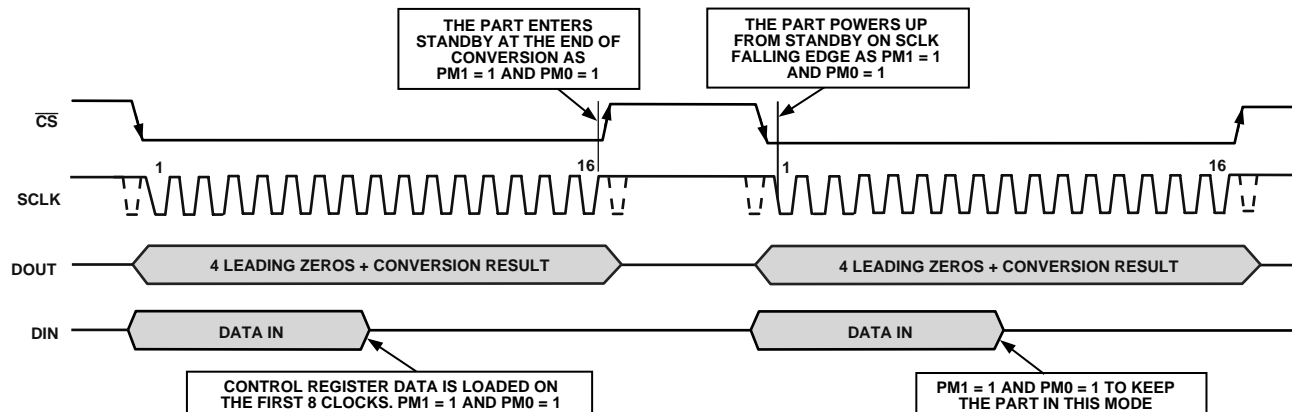 THE PART ENTERS
STANDBY AT THE END OF
CONVERSION AS
PM1 = 1 AND PM0 = 1
THE PART POWERS UP
FROM STANDBY ON SCLK
FALLING EDGE AS PM1 = 1
AND PM0 = 1
CS
1
16
1
16
SCLK
DOUT
4 LEADING ZEROS + CONVERSION RESULT
4 LEADING ZEROS + CONVERSION RESULT
DIN
DATA IN
DATA IN
CONTROL REGISTER DATA IS LOADED ON
THE FIRST 8 CLOCKS. PM1 = 1 AND PM0 = 1
PM1 = 1 AND PM0 = 1 TO KEEP
THE PART IN THIS MODE